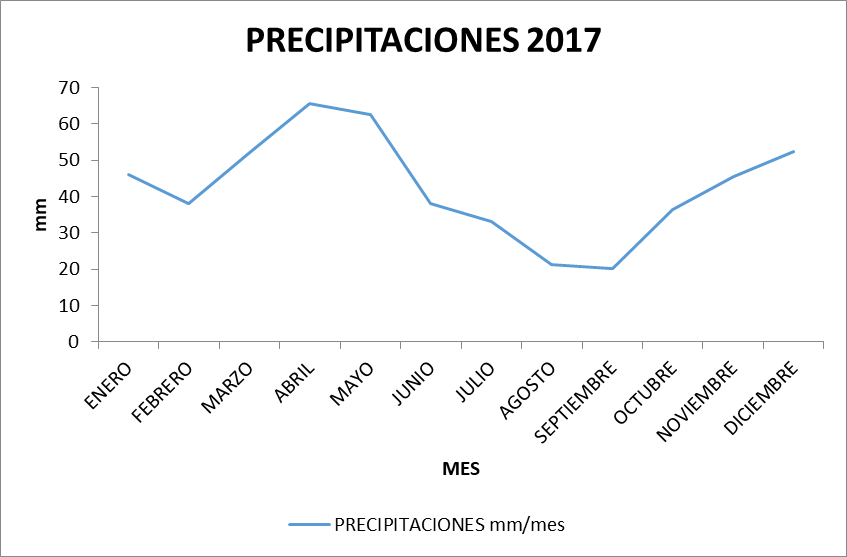 PRECIPITACIONES 2017
70
60
50
40
30
20
10
0
mm
ENERO
FEBRERO
MARZO
ABRIL
MAYO
JUNIO
JULIO
AGOSTO
SEPTIEMBRE
OCTUBRE
NOVIEMBRE
DICIEMBRE
MES
PRECIPITACIONES mm/mes